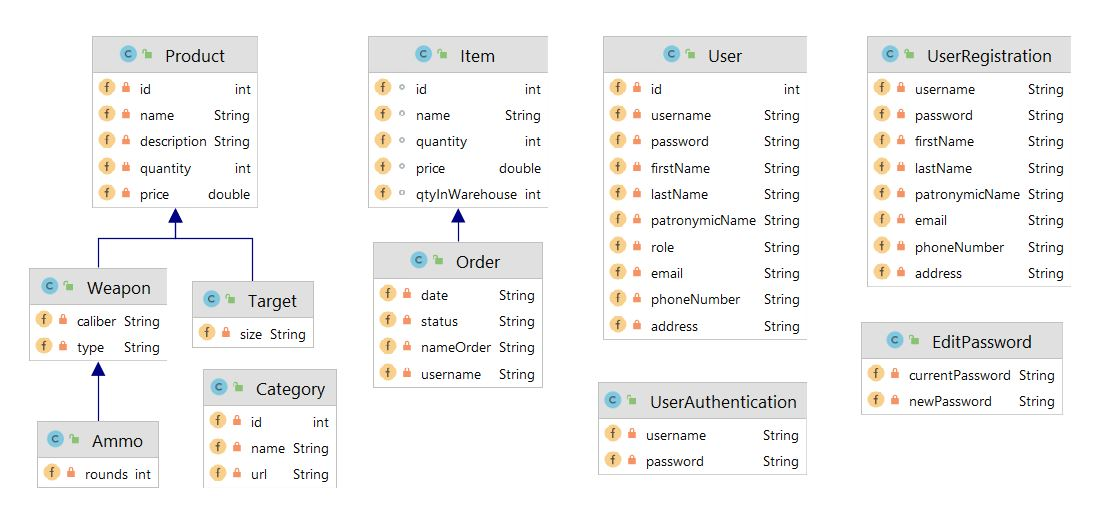 Product
id int
name String
description String
quantity int
price double
Item
id int
name String
quantity int
price double
qtyInWarehouse int
User
id int
username String
password String
firstName String
lastName String
patronymicName String
role String
email String
phoneNumber String
address String
UserRegistration
username String
password String
firstName String
lastName String
patronymicName String
email String
phoneNumber String
address String
Weapon
caliber String
type String
Target
size String
Order
date String
status String
nameOrder String
username String
EditPassword
currentPassword String
newPassword String
Category
id int
name String
url String
UserAuthentication
username String
password String
Ammo
rounds int